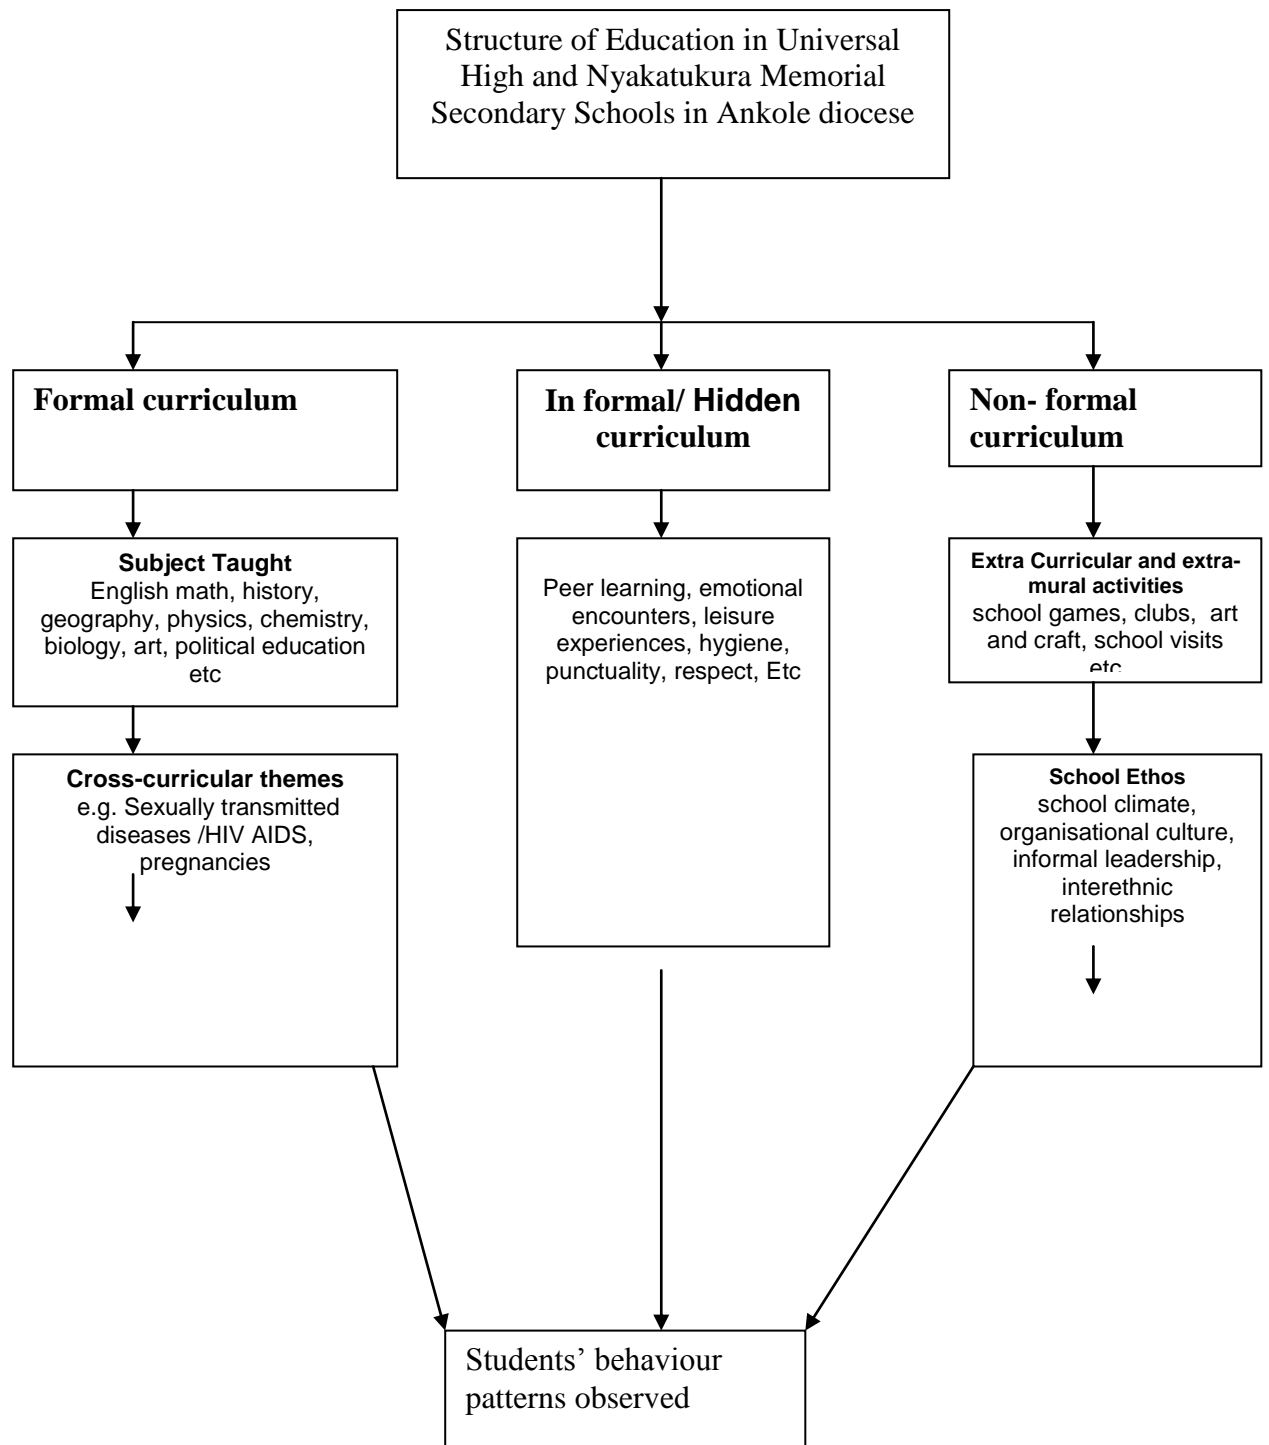 Structure of Education in Universal
High and Nyakatukura Memorial
Secondary Schools in Ankole diocese
Formal curriculum
In formal/ Hidden
curriculum
Non- formal
curriculum
Subject Taught
English math, history,
geography, physics, chemistry,
biology, art, political education
etc
Peer learning, emotional
encounters, leisure
experiences, hygiene,
punctuality, respect, Etc
Extra Curricular and extra-
mural activities
school games, clubs, art
and craft, school visits
etc
Cross-curricular themes
e.g. Sexually transmitted
diseases /HIV AIDS,
pregnancies
School Ethos
school climate,
organisational culture,
informal leadership,
interethnic
relationships
Students’ behaviour
patterns observed